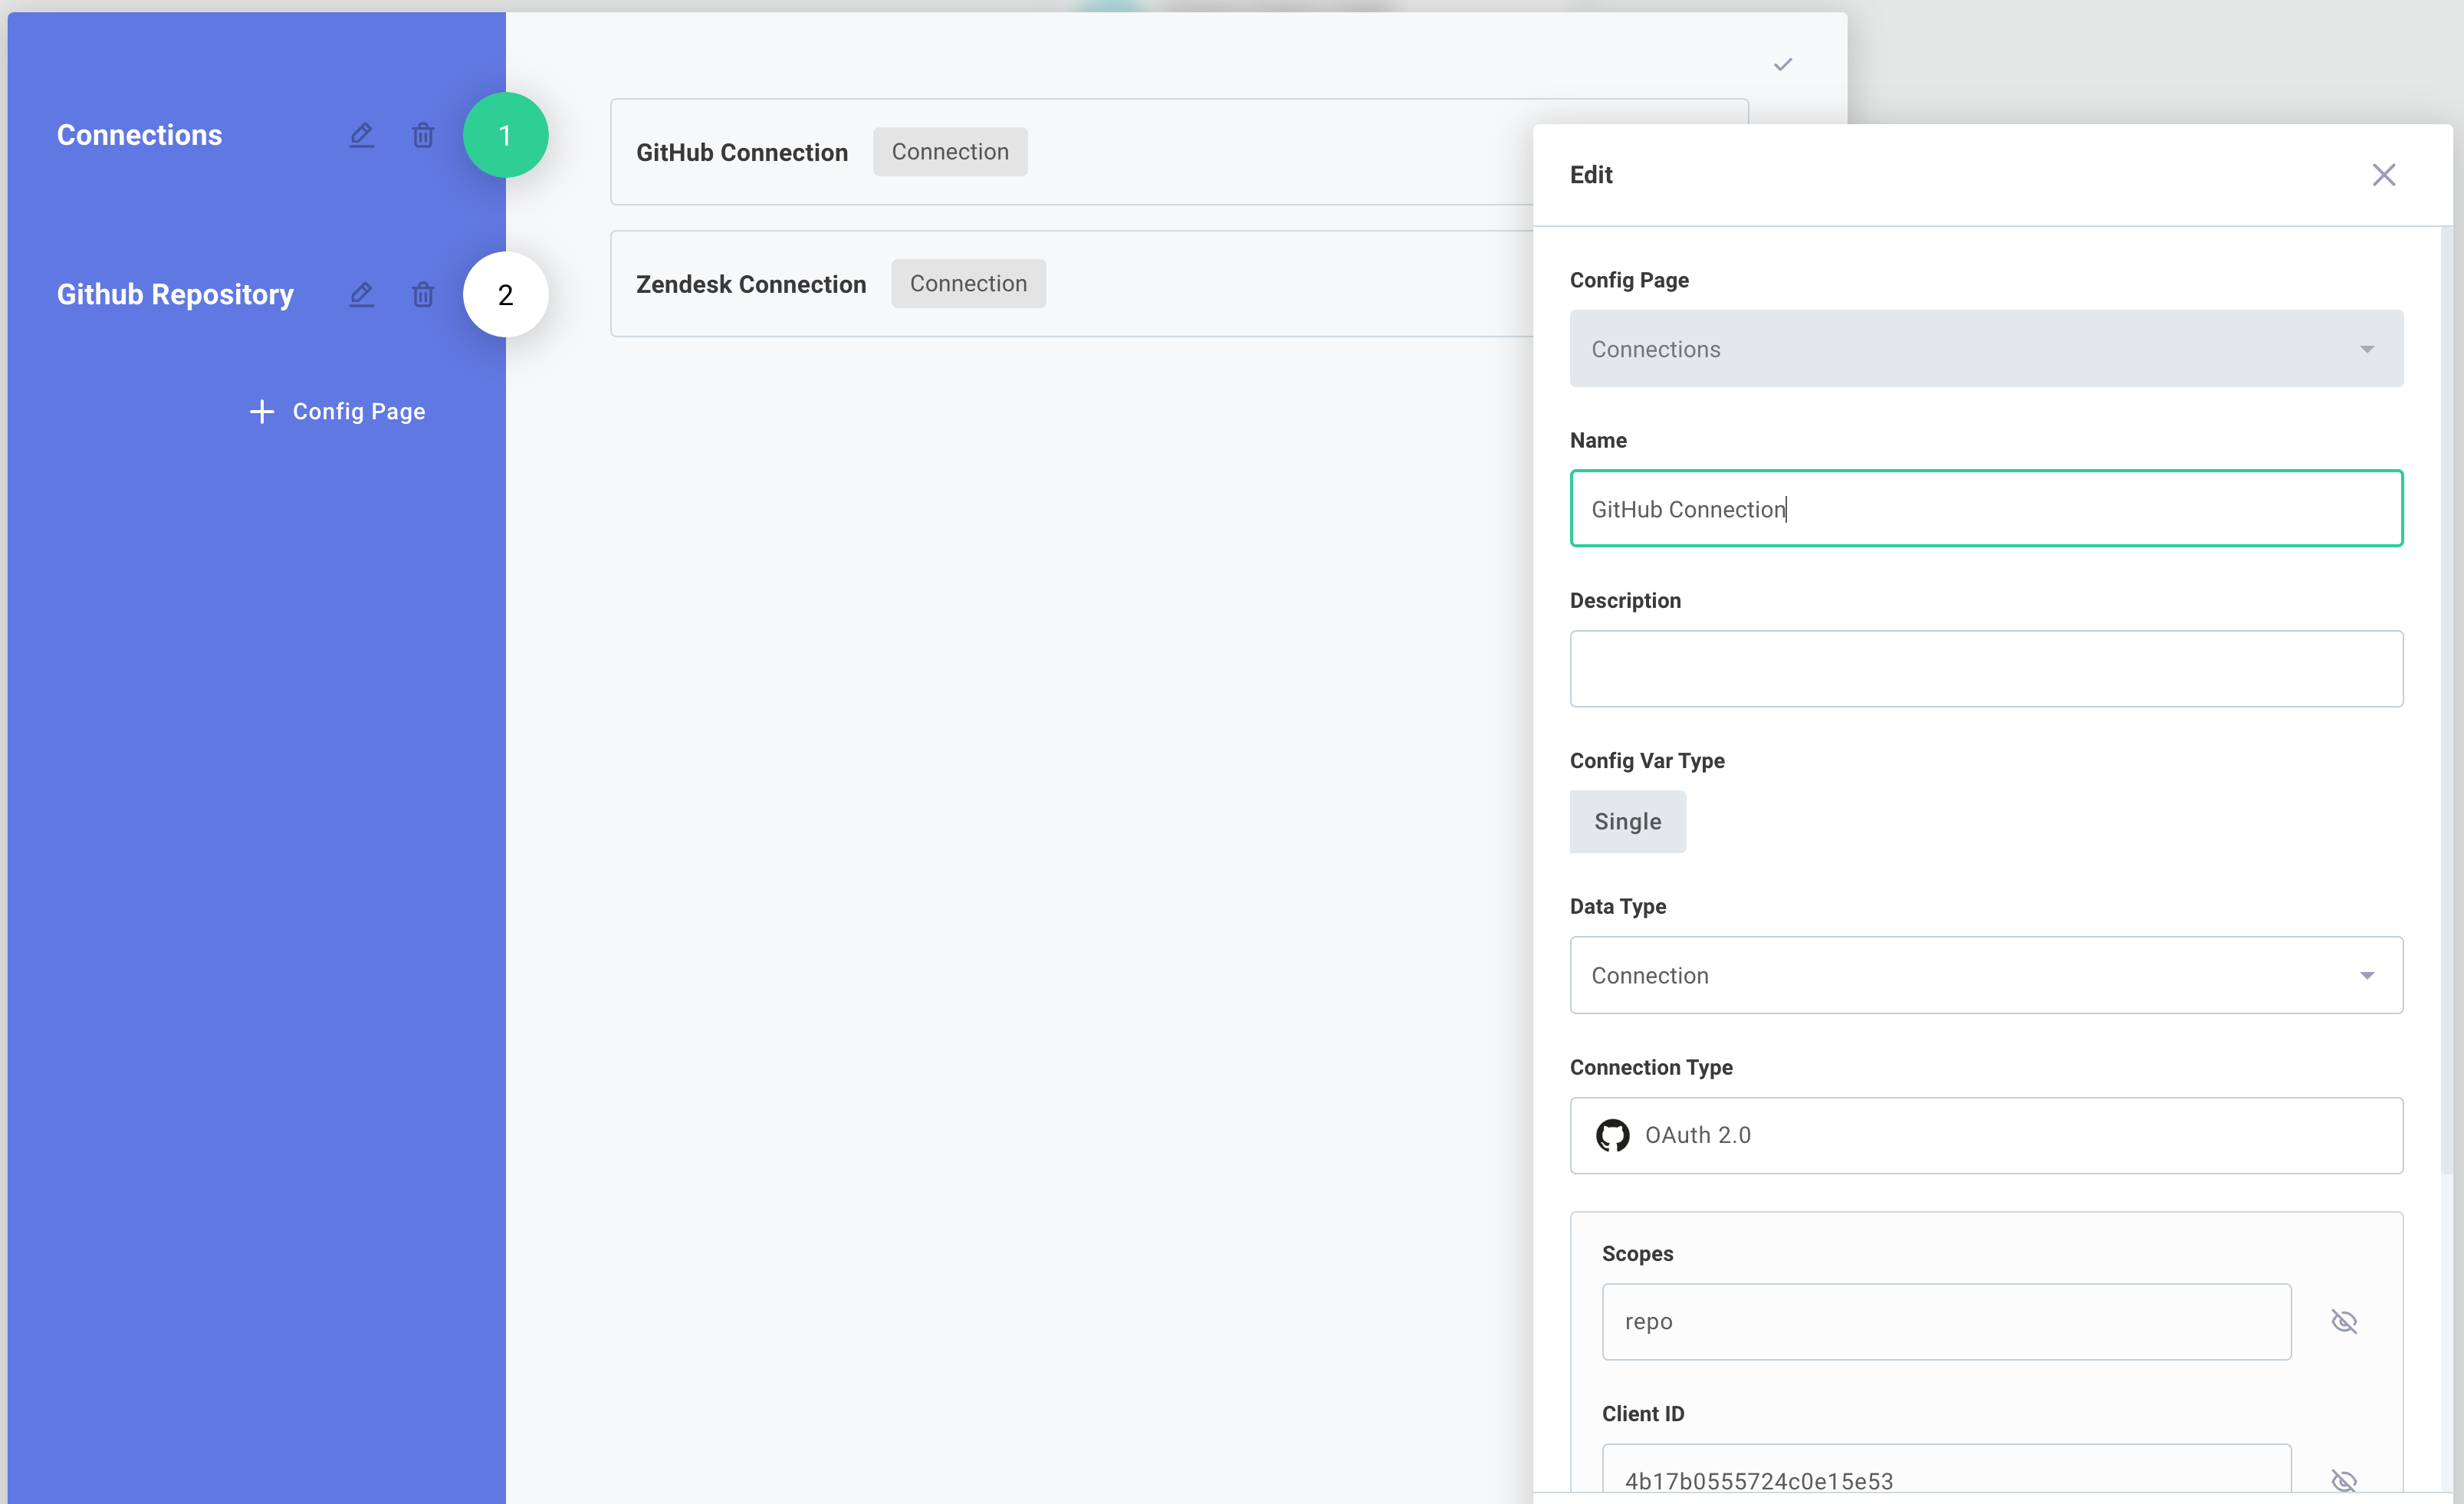 Connections
1
Github Repository
2
Config Page
GitHub Connection Connection
Zendesk Connection Connection
Edit
Config Page
Connections
Name
GitHub Connection
Description
Config Var Type
Single
Data Type
Connection
Connection Type
OAuth 2.0
Scopes
repo
Client ID
4b17b0555724c0e15e53